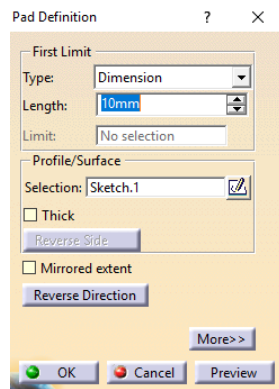 Pad Definition ? ×
First Limit
Type: Dimension
Length: 10mm
Limit: No selection
Profile/Surface
Selection: Sketch.1
Thick
Reverse Side
Mirrored extent
Reverse Direction
More>>
OK Cancel Preview